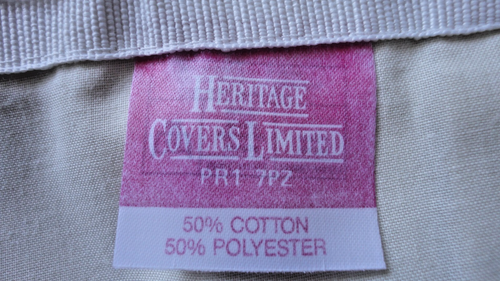 HERITAGE
COVERS LIMITED
PR1 7PZ
50% COTTON
50% POLYESTER